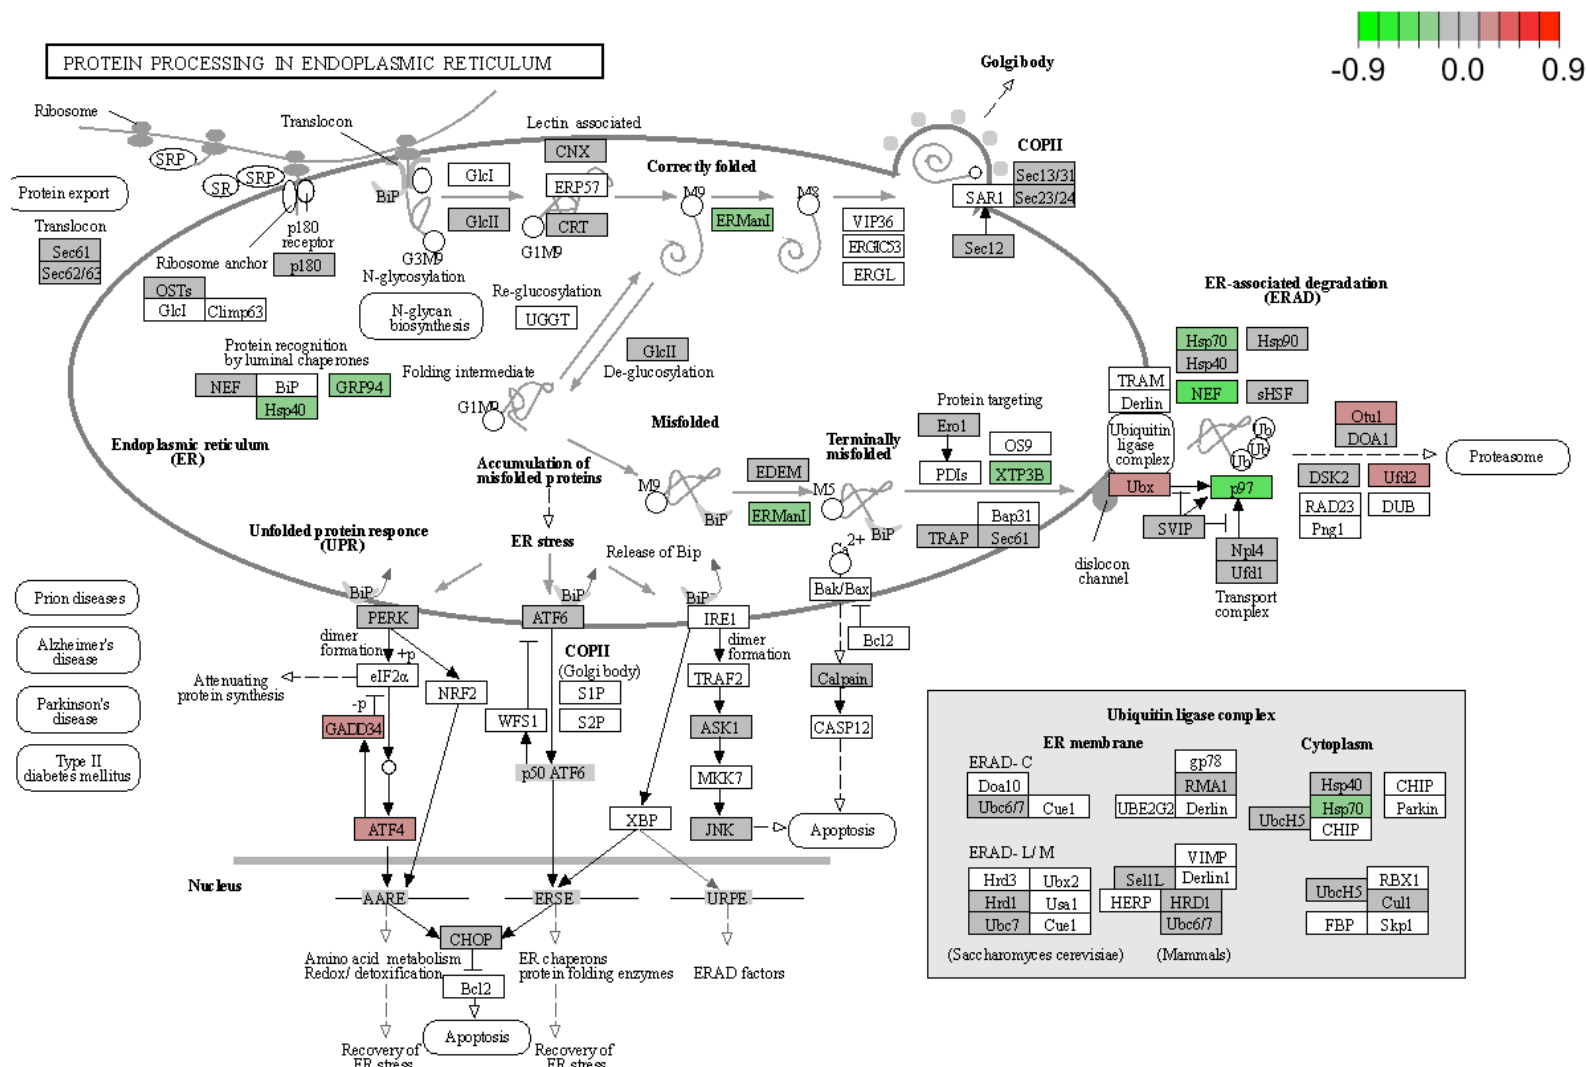 -0.9 0.0 0.9
PROTEIN PROCESSING IN ENDOPLASMIC RETICULUM
Golgi body
Ribosome
Translocon
Lectin associated
COPII
SRP
CNX
Correctly folded
SRP
SR
BiP
GlcI
ERP57
M9
M8
Sec13/31
SAR1
Sec23/24
Protein export
GlcII
CRT
ERManI
VIP36
Translocon
p180
receptor
G3M9
G1M9
ERGIC53
Sec12
Sec61
Sec62/63
Ribosome anchor
p180
N-glycosylation
ERGL
OSTs
GlcI
Climp63
N-glycan
biosynthesis
Re-glucosylation
UGGT
ER-associated degradation
(ERAD)
Protein recognition
by luminal chaperones
GlcII
De-glucosylation
Hsp70
Hsp90
Hsp40
NEF
BiP
GRP94
Hsp40
Folding intermediate
G1M9
TRAM
Derlin
NEF
sHSF
Misfolded
Protein targeting
Ero1
OS9
PDIs
XTP3B
Ubiquitin
ligase
complex
Ub
Ub
Ub
Otu1
DOA1
Proteasome
Endoplasmic reticulum
(ER)
Accumulation of
misfolded proteins
Terminally
misfolded
M9
EDEM
M5
ERManI
BiP
BiP
Ubx
p97
DSK2
Ufd2
RAD23
DUB
Png1
Bap31
TRAP
Sec61
SVIP
Npl4
Ufd1
dislocon
channel
Transport
complex
Unfolded protein responce
(UPR)
ER stress
Release of Bip
Ca2+
BiP
BiP
BiP
Bak/Bax
Prion diseases
PERK
ATF6
IRE1
Bcl2
Alzheimer's
disease
dimer
formation
+p
COPII
(Golgi body)
dimer
formation
Attenuating
protein synthesis
eIF2α
NRF2
S1P
TRAF2
Calpain
Parkinson's
disease
-p
GADD34
WFS1
S2P
ASK1
CASP12
Type II
diabetes mellitus
p50 ATF6
MKK7
ATF4
XBP
JNK
Apoptosis
Nucleus
AARE
ERSE
URPE
CHOP
Amino acid metabolism
Redox/detoxification
ER chaperons
protein folding enzymes
ERAD factors
Bcl2
Apoptosis
Recovery of
ER stress
Recovery of
ER stress
Ubiquitin ligase complex
ER membrane
Cytoplasm
ERAD-C
Doa10
Ubc6/7
Cue1
gp78
RMA1
UBE2G2
Derlin
Hsp40
Hsp70
UbcH5
CHIP
CHIP
Parkin
ERAD-L/M
Hrd3
Ubx2
Hrd1
Usa1
Ubc7
Cue1
VIMP
Sel1L
Derlin1
HERP
HRD1
Ubc6/7
UbcH5
RBX1
Cul1
FBP
Skp1
(Saccharomyces cerevisiae)
(Mammals)